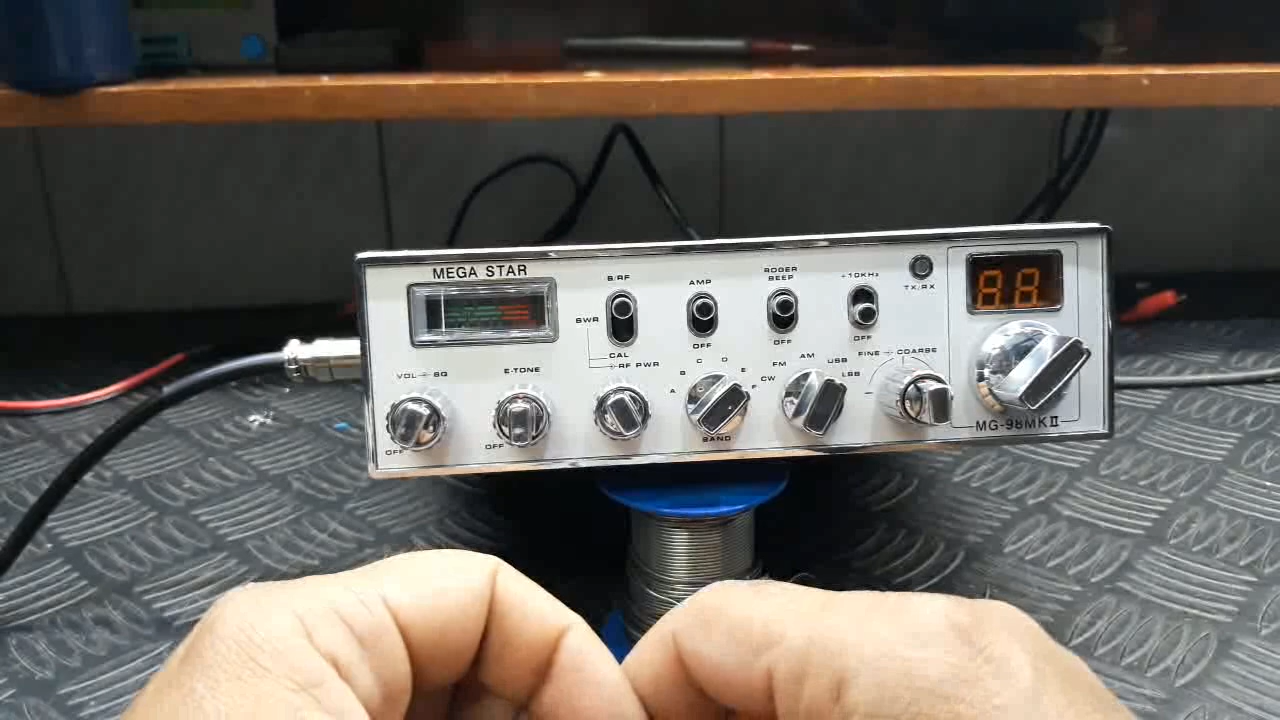 MEGA STAR
S/RF
SWR
CAL
AMP
OFF
ROGER
BEEP
OFF
+10KHz
OFF
TX/RX
88
VOL SQ
OFF
E-TONE
OFF
RF PWR
A B C D E F
BAND
CW FM AM USB LSB
FINE COARSE
MG-98MKII